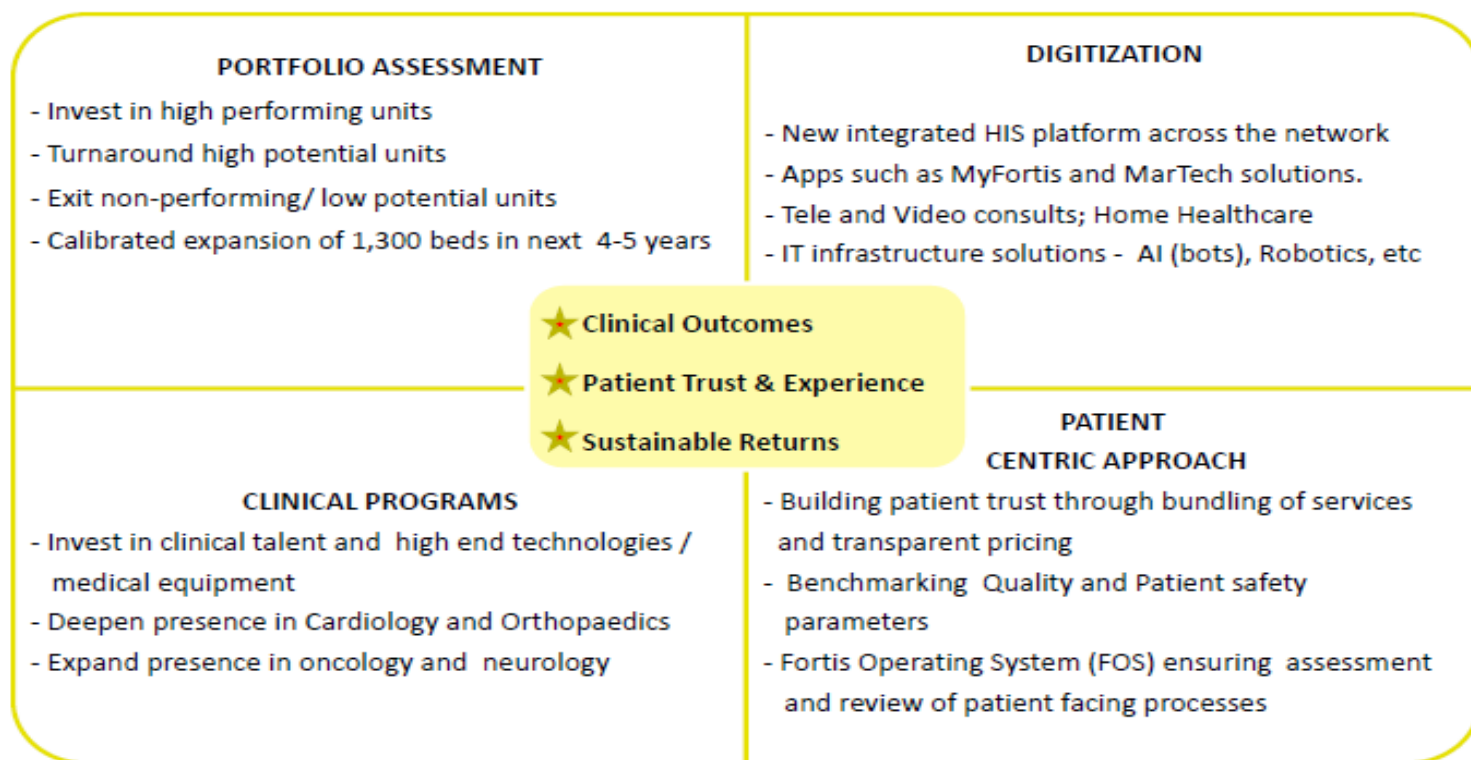 PORTFOLIO ASSESSMENT
- Invest in high performing units
- Turnaround high potential units
- Exit non-performing/ low potential units
- Calibrated expansion of 1,300 beds in next 4-5 years
DIGITIZATION
- New integrated HIS platform across the network
- Apps such as MyFortis and MarTech solutions.
- Tele and Video consults; Home Healthcare
- IT infrastructure solutions - AI (bots), Robotics, etc
Clinical Outcomes
Patient Trust & Experience
Sustainable Returns
CLINICAL PROGRAMS
- Invest in clinical talent and high end technologies /
medical equipment
- Deepen presence in Cardiology and Orthopaedics
- Expand presence in oncology and neurology
PATIENT
CENTRIC APPROACH
- Building patient trust through bundling of services
and transparent pricing
- Benchmarking Quality and Patient safety
parameters
- Fortis Operating System (FOS) ensuring assessment
and review of patient facing processes